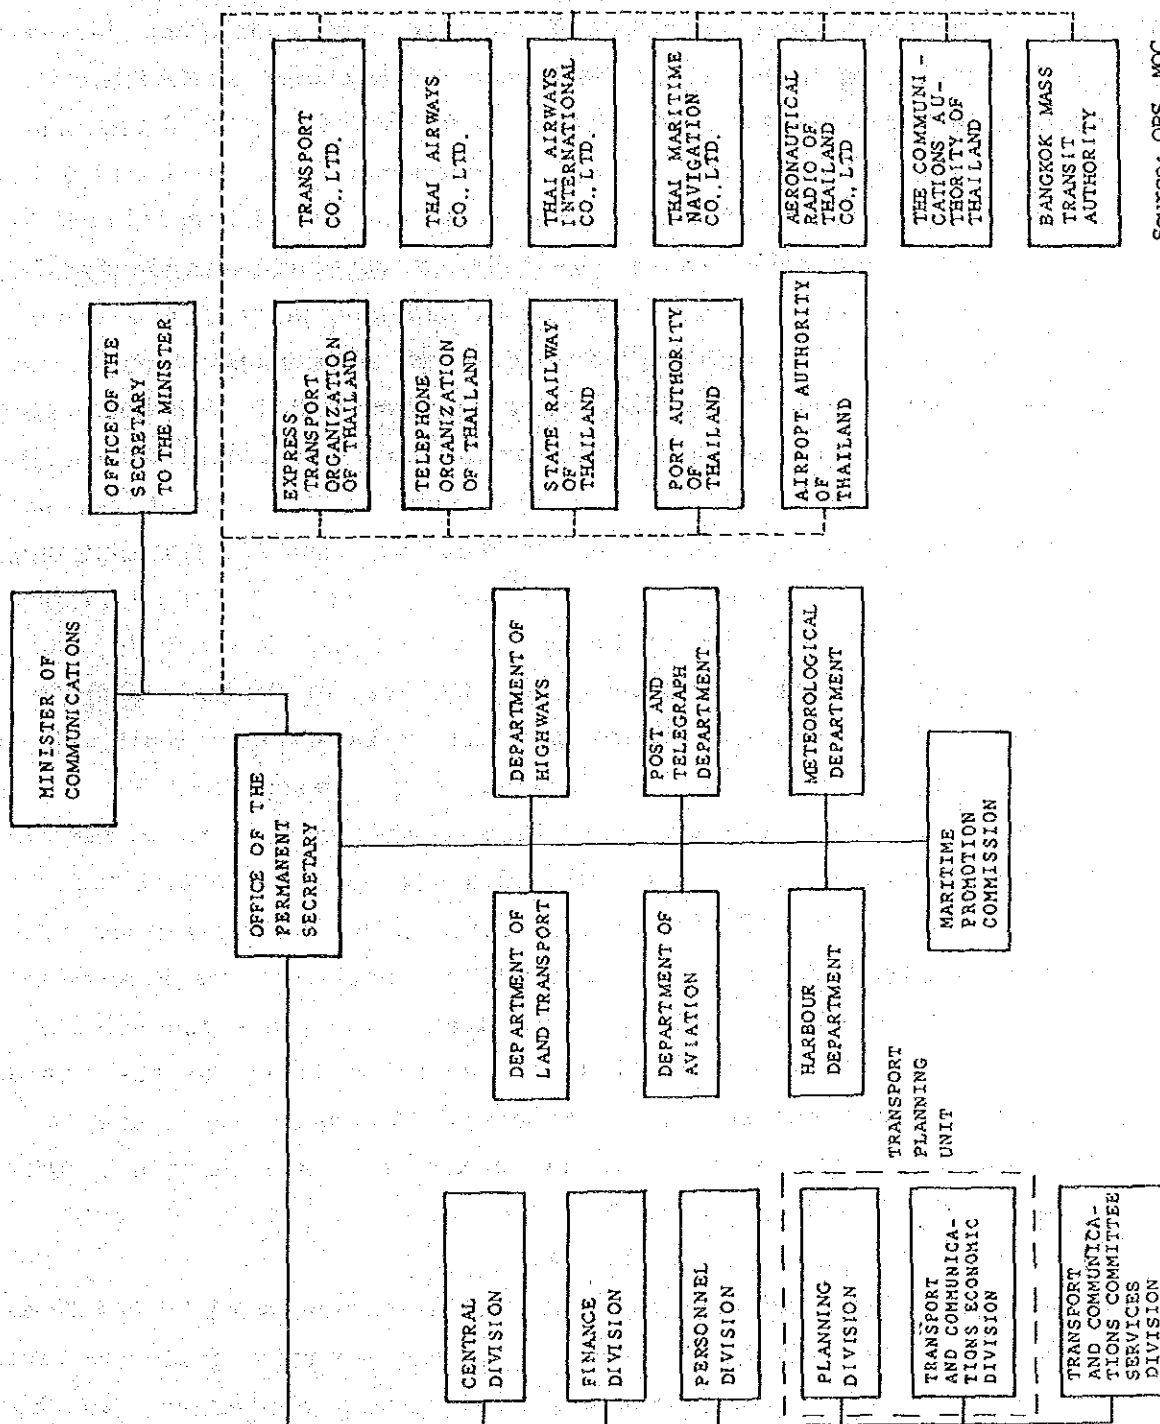 MINISTER OF
COMMUNICATIONS
OFFICE OF THE
SECRETARY
TO THE MINISTER
OFFICE OF THE
PERMANENT
SECRETARY
CENTRAL
DIVISION
FINANCE
DIVISION
PERSONNEL
DIVISION
PLANNING
DIVISION
TRANSPORT
AND COMMUNICA-
TIONS ECONOMIC
DIVISION
TRANSPORT
AND COMMUNICA-
TIONS COMMITTEE
SERVICES
DIVISION
TRANSPORT
PLANNING
UNIT
DEPARTMENT OF
LAND TRANSPORT
DEPARTMENT OF
HIGHWAYS
DEPARTMENT OF
AVIATION
POST AND
TELEGRAPH
DEPARTMENT
HARBOUR
DEPARTMENT
METEOROLOGICAL
DEPARTMENT
MARITIME
PROMOTION
COMMISSION
EXPRESS
TRANSPORT
ORGANIZATION
OF THAILAND
TELEPHONE
ORGANIZATION
OF THAILAND
STATE RAILWAY
OF
THAILAND
PORT AUTHORITY
OF
THAILAND
AIRPOPT AUTHORITY
OF
THAILAND
TRANSPORT
CO., LTD.
THAI AIRWAYS
CO., LTD.
THAI AIRWAYS
INTERNATIONAL
CO., LTD.
THAI MARITIME
NAVIGATION
CO., LTD.
AERONAUTICAL
RADIO OF
THAILAND
CO., LTD
THE COMMUNI-
CATIONS AU-
THORITY OF
THAILAND
BANGKOK MASS
TRANSIT
AUTHORITY
Source: OPS, MOC